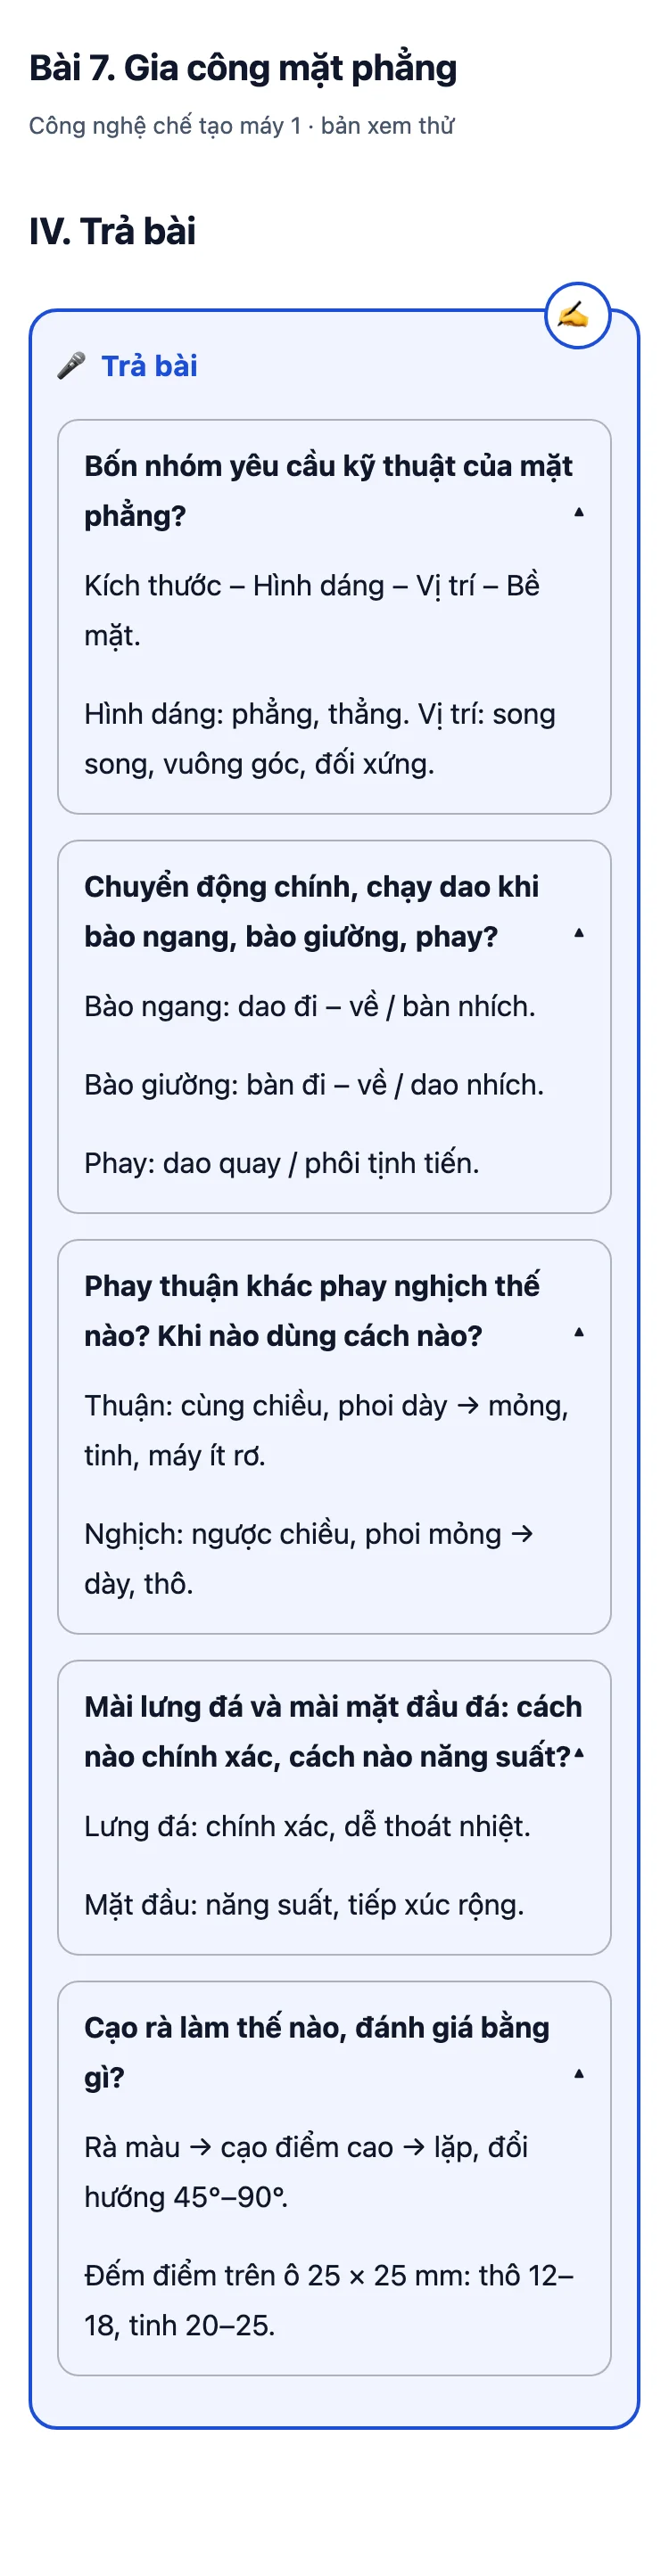 Bài 7. Gia công mặt phẳng
Công nghệ chế tạo máy 1 · bản xem thử
IV. Trả bài
✍️
🎤 Trả bài
Bốn nhóm yêu cầu kỹ thuật của mặt
phẳng? ▲
Kích thước – Hình dáng – Vị trí – Bề
mặt.
Hình dáng: phẳng, thẳng. Vị trí: song
song, vuông góc, đối xứng.
Chuyển động chính, chạy dao khi
bào ngang, bào giường, phay? ▲
Bào ngang: dao đi – về / bàn nhích.
Bào giường: bàn đi – về / dao nhích.
Phay: dao quay / phôi tịnh tiến.
Phay thuận khác phay nghịch thế
nào? Khi nào dùng cách nào? ▲
Thuận: cùng chiều, phoi dày → mỏng,
tinh, máy ít rơ.
Nghịch: ngược chiều, phoi mỏng →
dày, thô.
Mài lưng đá và mài mặt đầu đá: cách
nào chính xác, cách nào năng suất? ▲
Lưng đá: chính xác, dễ thoát nhiệt.
Mặt đầu: năng suất, tiếp xúc rộng.
Cạo rà làm thế nào, đánh giá bằng
gì? ▲
Rà màu → cạo điểm cao → lặp, đổi
hướng 45°–90°.
Đếm điểm trên ô 25 × 25 mm: thô 12–
18, tinh 20–25.